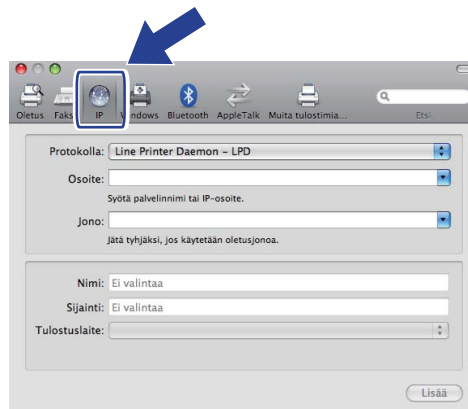 Oletus Faks IP Windows Bluetooth AppleTalk Muita tulostimia... Etsi
Protokolla: Line Printer Daemon – LPD
Osoite:
Syötä palvelinnimi tai IP-osoite.
Jono:
Jätä tyhjäksi, jos käytetään oletusjonoa.
Nimi: Ei valintaa
Sijainti: Ei valintaa
Tulostuslaite:
Lisää